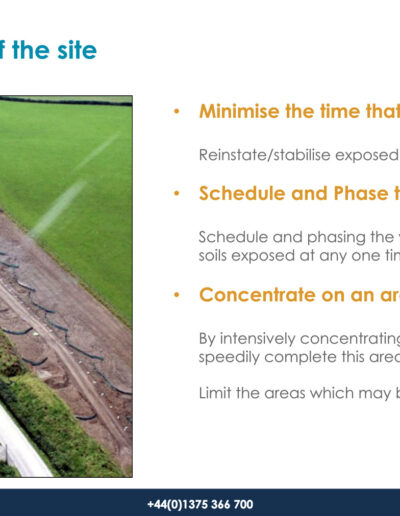 f the site
• Minimise the time that
Reinstate/stabilise exposed
• Schedule and Phase t
Schedule and phasing the
soils exposed at any one tim
• Concentrate on an are
By intensively concentrating
speedily complete this area
Limit the areas which may b
+44(0)1375 366 700